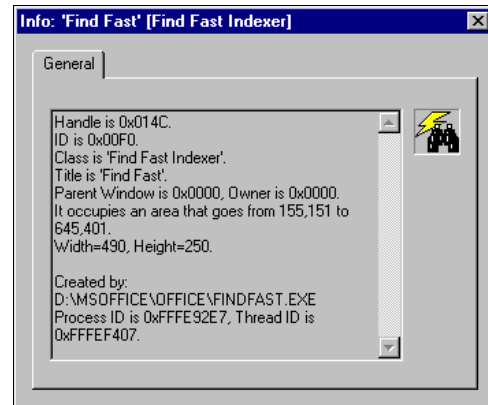 Info: 'Find Fast' [Find Fast Indexer]
General
Handle is 0x014C.
ID is 0x00F0.
Class is 'Find Fast Indexer'.
Title is 'Find Fast'.
Parent Window is 0x0000, Owner is 0x0000.
It occupies an area that goes from 155,151 to
645,401.
Width=490, Height=250.
Created by:
D:\MSOFFICE\OFFICE\FINDFAST.EXE
Process ID is 0xFFFE92E7, Thread ID is
0xFFFEF407.